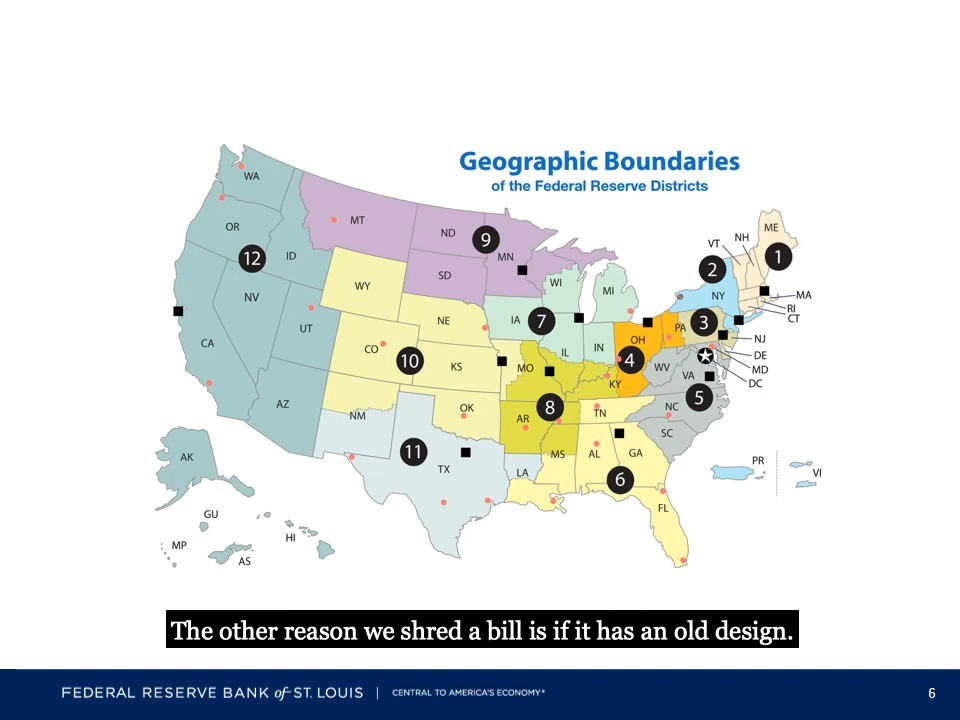 Geographic Boundaries
of the Federal Reserve Districts
WA
OR
ID
MT
ND
SD
MN
9
12
NV
CA
UT
AZ
WY
CO
10
NE
KS
OK
NM
11
TX
IA
7
WI
MI
IL
IN
MO
8
AR
LA
MS
AL
GA
6
FL
TN
KY
OH
4
WV
VA
5
NC
SC
PA
3
NY
2
VT
NH
ME
1
MA
RI
CT
NJ
DE
MD
DC
PR
VI
AK
GU
MP
AS
HI
The other reason we shred a bill is if it has an old design.
FEDERAL RESERVE BANK of ST. LOUIS | CENTRAL TO AMERICA'S ECONOMY®
6